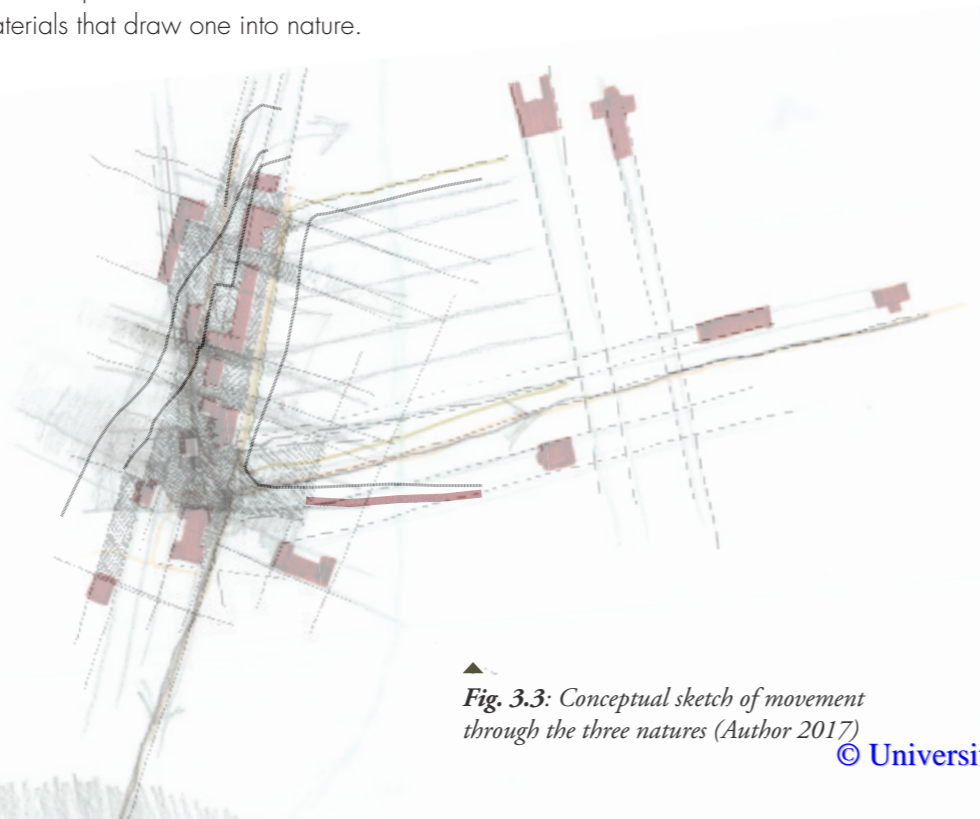 materials that draw one into nature.
Fig. 3.3: Conceptual sketch of movement
through the three natures (Author 2017)
© Universi